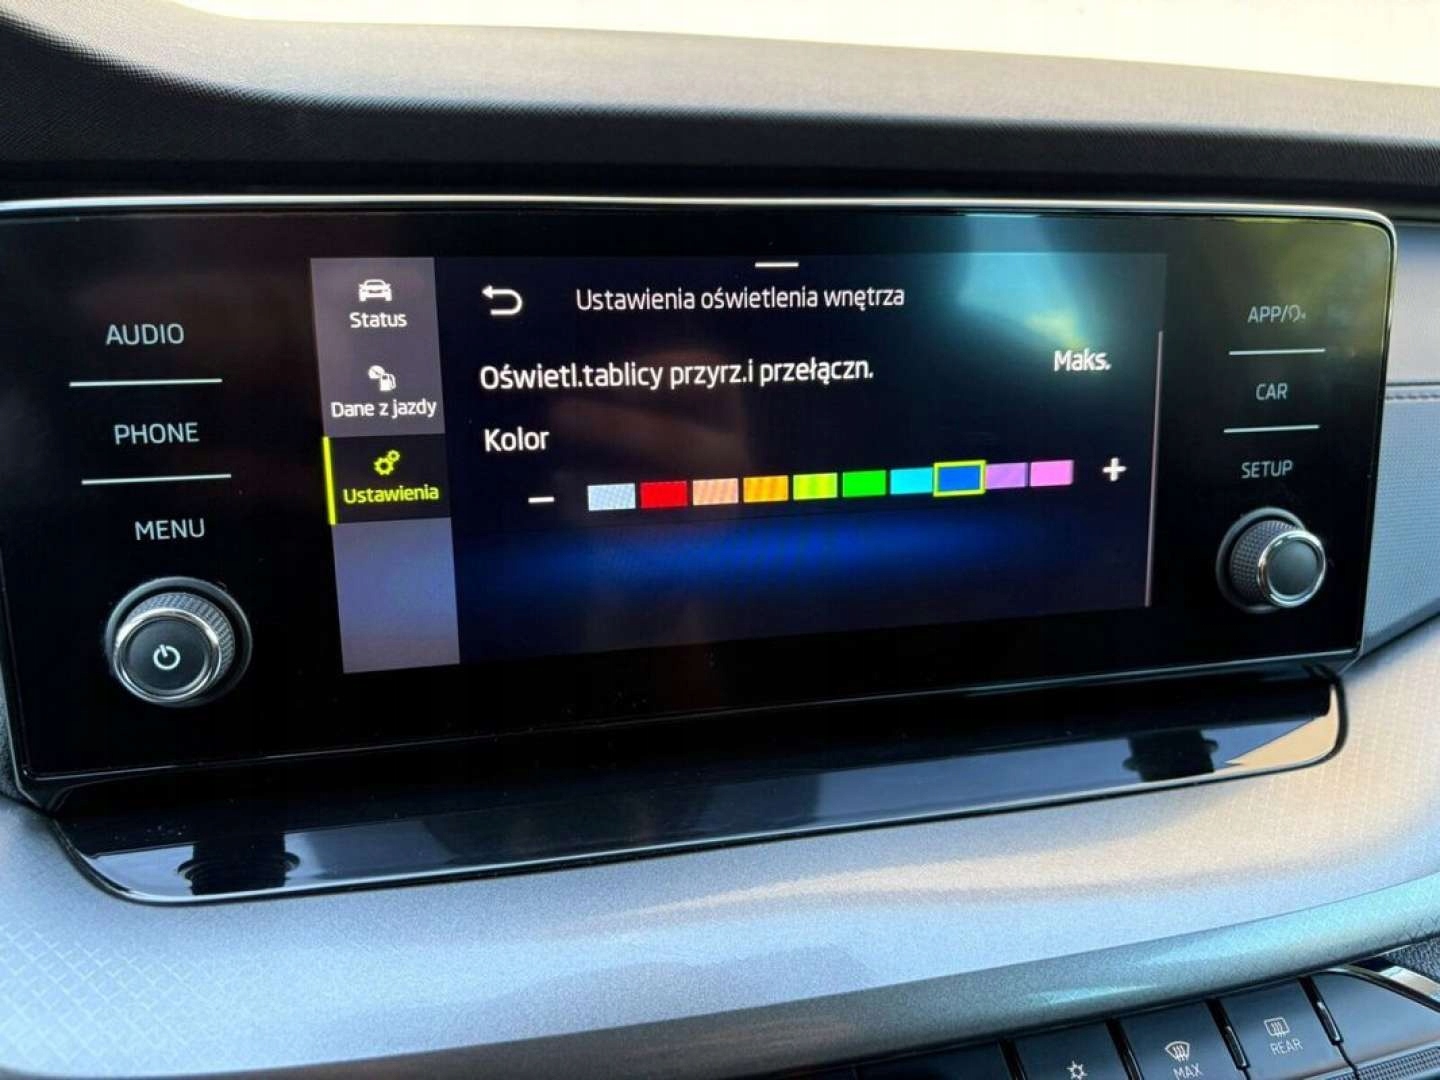 AUDIO
PHONE
MENU
Status
Dane z jazdy
Ustawienia
Ustawienia oświetlenia wnętrza
Oświetl.tablicy przyrz.i przełączn.
Maks.
Kolor
− +
APP/
CAR
SETUP
MAX
REAR